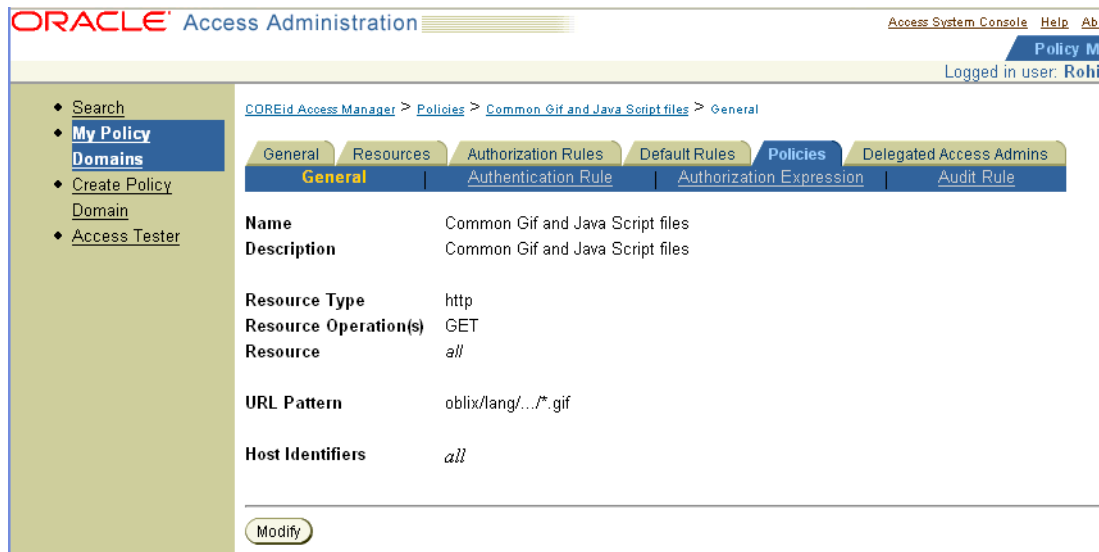 ORACLE Access Administration
Access System Console Help Ab
Policy M
Logged in user: Rohi
Search
My Policy
Domains
Create Policy
Domain
Access Tester
COREid Access Manager > Policies > Common Gif and Java Script files > General
General Resources Authorization Rules Default Rules Policies Delegated Access Admins
General | Authentication Rule | Authorization Expression | Audit Rule
Name Common Gif and Java Script files
Description Common Gif and Java Script files
Resource Type http
Resource Operation(s) GET
Resource all
URL Pattern oblix/lang/.../*.gif
Host Identifiers all
Modify